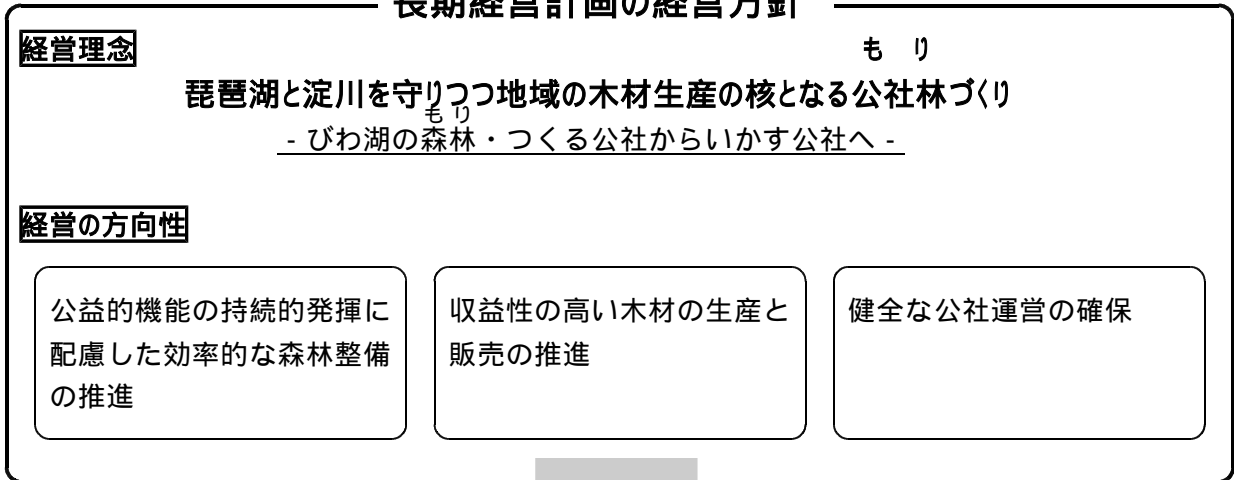 長期経営計画の経営方針
経営理念
もり
琵琶湖と淀川を守りつつ地域の木材生産の核となる公社林づくり
もり
- びわ湖の森林・つくる公社からいかす公社へ -
経営の方向性
公益的機能の持続的発揮に
配慮した効率的な森林整備
の推進
収益性の高い木材の生産と
販売の推進
健全な公社運営の確保